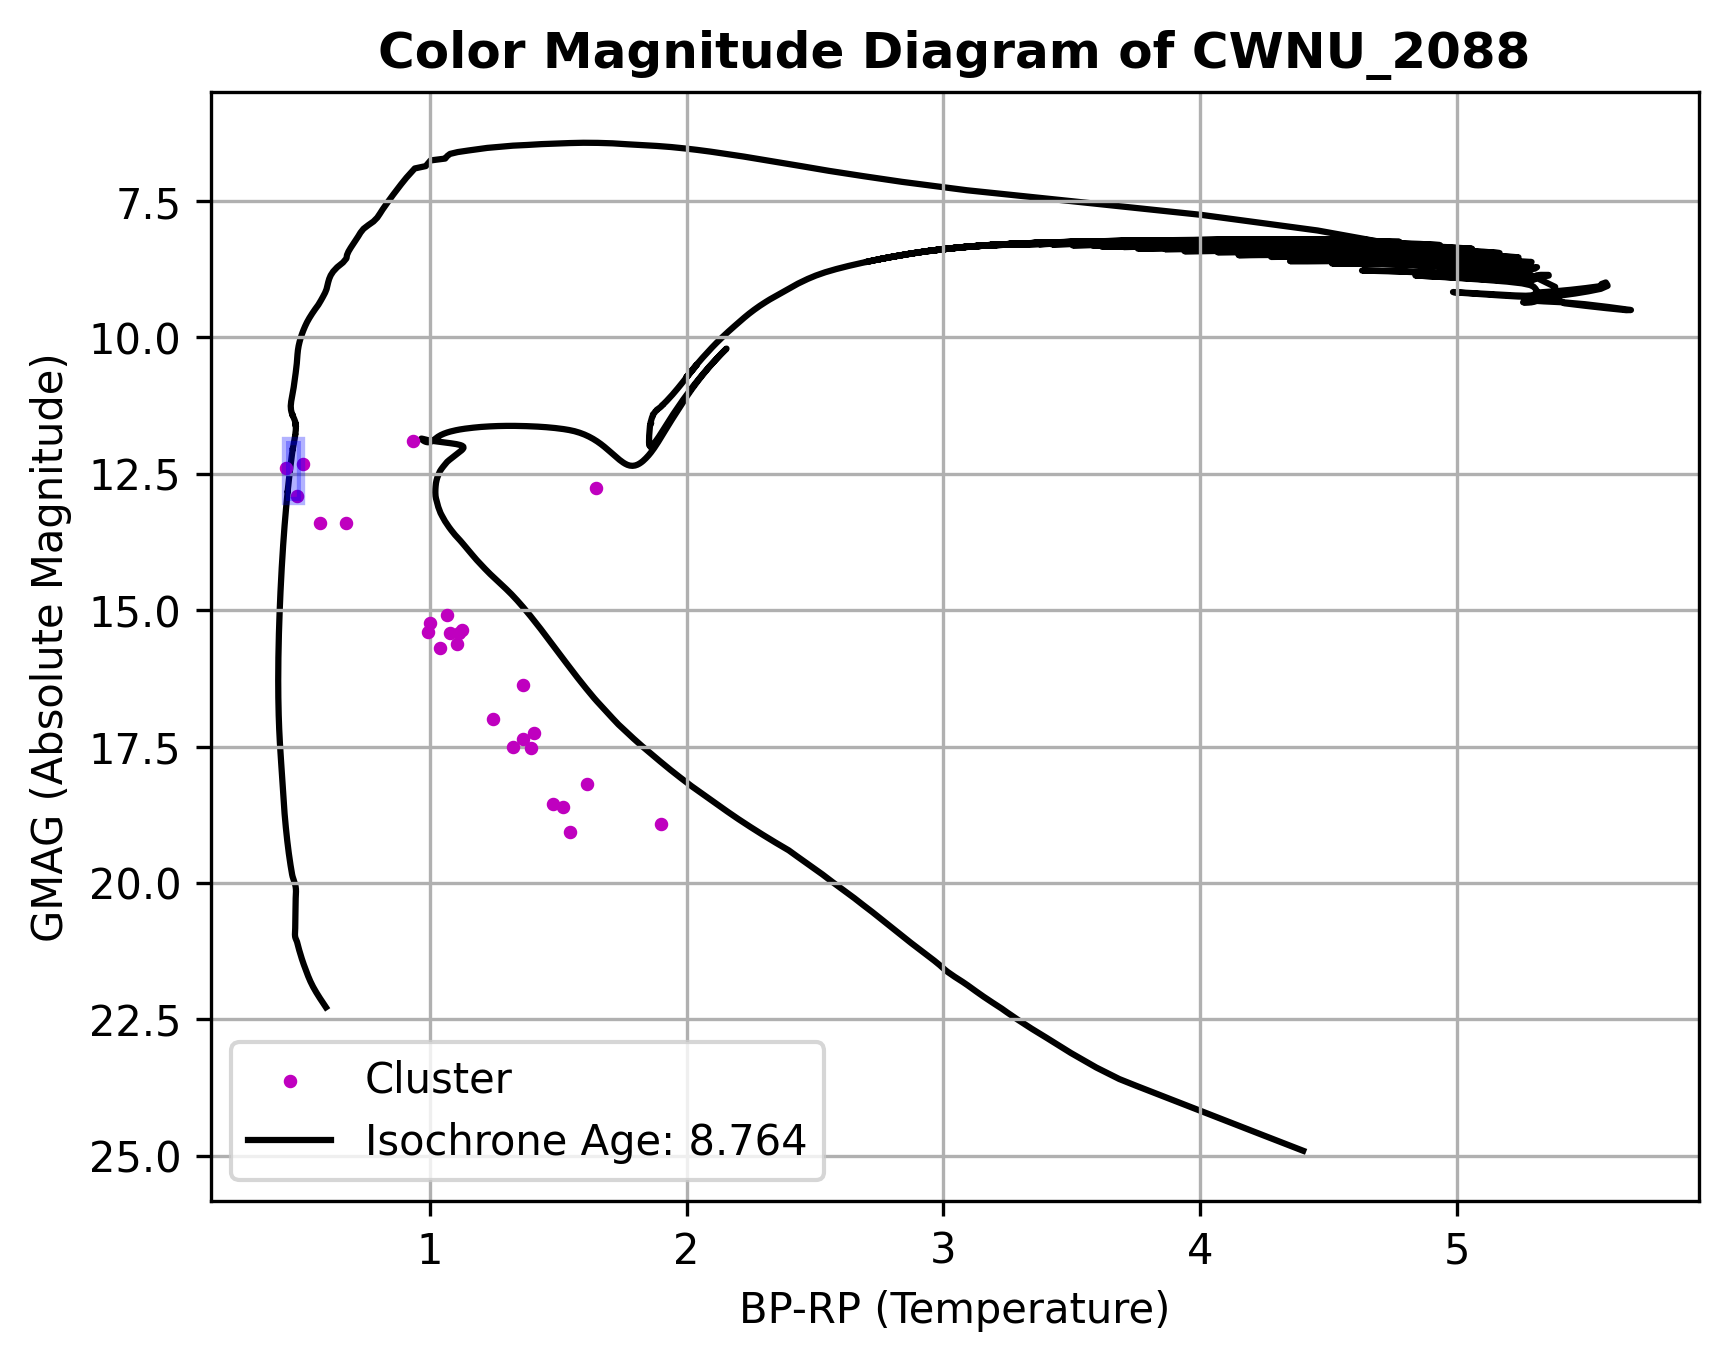 Color Magnitude Diagram of CWNU_2088
GMAG (Absolute Magnitude)
7.5
10.0
12.5
15.0
17.5
20.0
22.5
25.0
Cluster
Isochrone Age: 8.764
1
2
3
4
5
BP-RP (Temperature)